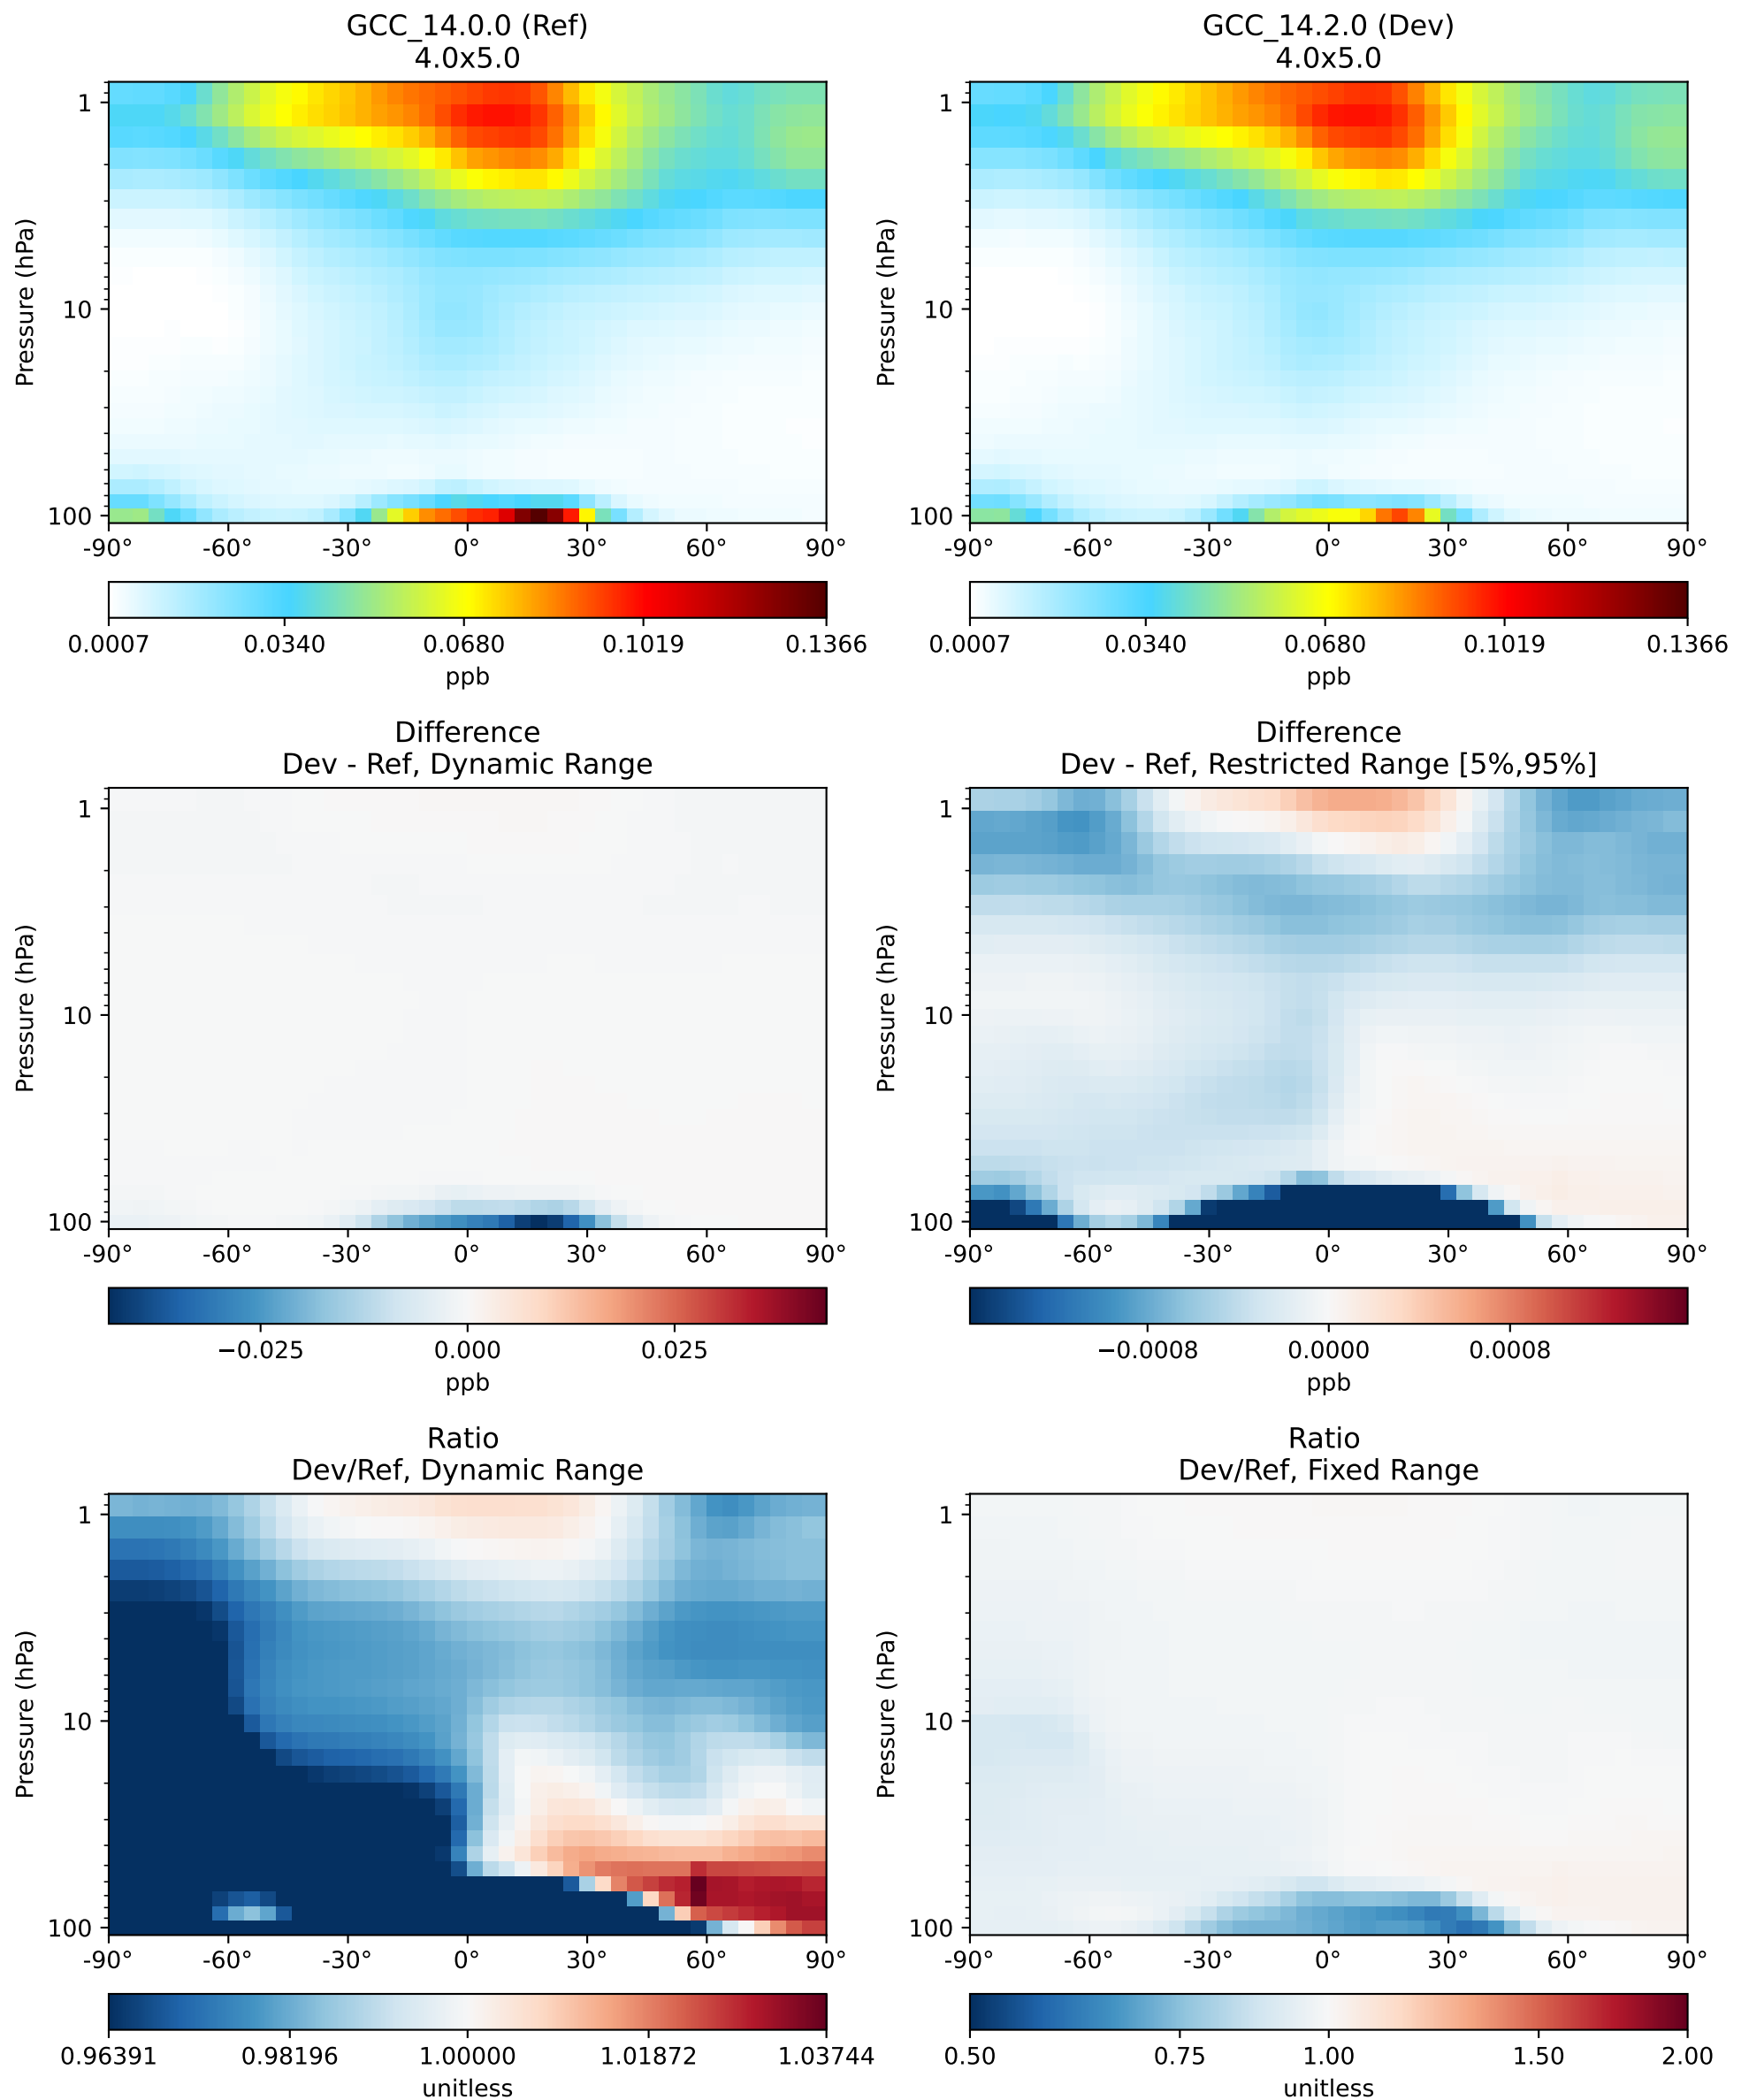 GCC_14.0.0 (Ref)
4.0x5.0
Pressure (hPa)
1
10
100
-90° -60° -30° 0° 30° 60° 90°
0.0007 0.0340 0.0680 0.1019 0.1366
ppb
GCC_14.2.0 (Dev)
4.0x5.0
Pressure (hPa)
1
10
100
-90° -60° -30° 0° 30° 60° 90°
0.0007 0.0340 0.0680 0.1019 0.1366
ppb
Difference
Dev - Ref, Dynamic Range
Pressure (hPa)
1
10
100
-90° -60° -30° 0° 30° 60° 90°
−0.025 0.000 0.025
ppb
Difference
Dev - Ref, Restricted Range [5%,95%]
Pressure (hPa)
1
10
100
-90° -60° -30° 0° 30° 60° 90°
−0.0008 0.0000 0.0008
ppb
Ratio
Dev/Ref, Dynamic Range
Pressure (hPa)
1
10
100
-90° -60° -30° 0° 30° 60° 90°
0.96391 0.98196 1.00000 1.01872 1.03744
unitless
Ratio
Dev/Ref, Fixed Range
Pressure (hPa)
1
10
100
-90° -60° -30° 0° 30° 60° 90°
0.50 0.75 1.00 1.50 2.00
unitless